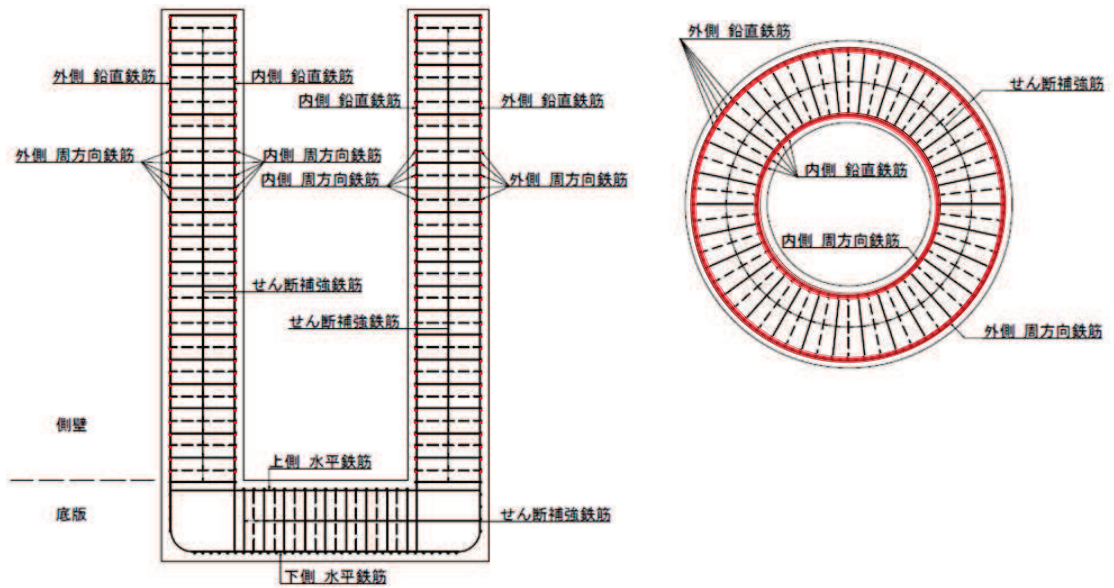 外側 鉛直鉄筋
内側 鉛直鉄筋
内側 鉛直鉄筋
外側 鉛直鉄筋
外側 周方向鉄筋
内側 周方向鉄筋
内側 周方向鉄筋
外側 周方向鉄筋
せん断補強鉄筋
せん断補強鉄筋
側壁
上側 水平鉄筋
底版
せん断補強鉄筋
下側 水平鉄筋
外側 鉛直鉄筋
せん断補強筋
内側 鉛直鉄筋
内側 周方向鉄筋
外側 周方向鉄筋